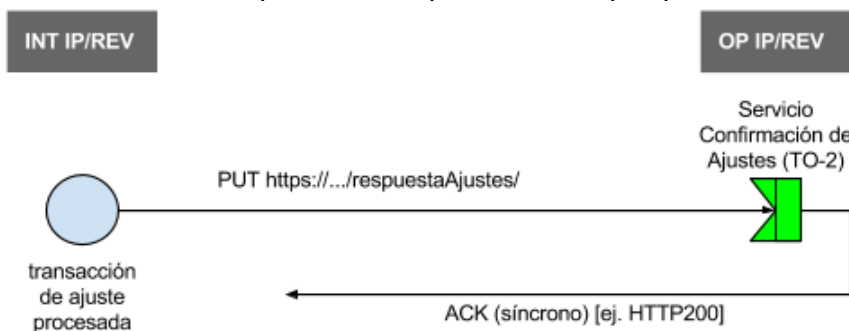 INT IP/REV
OP IP/REV
Servicio
Confirmación de
Ajustes (TO-2)
PUT https://.../respuestaAjustes/
transacción
de ajuste
procesada
ACK (síncrono) [ej. HTTP200]